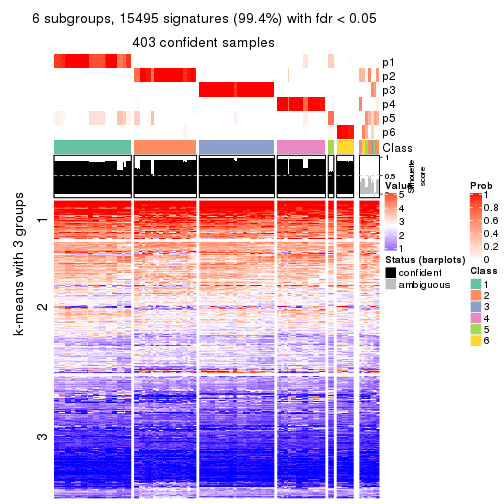 6 subgroups, 15495 signatures (99.4%) with fdr < 0.05
403 confident samples
p1
p2
p3
p4
p5
p6
Class
1
0.5
0
Silhouette
score
k-means with 3 groups
1
2
3
Value
5
4
3
2
1
Status (barplots)
confident
ambiguous
Prob
1
0.8
0.6
0.4
0.2
0
Class
1
2
3
4
5
6